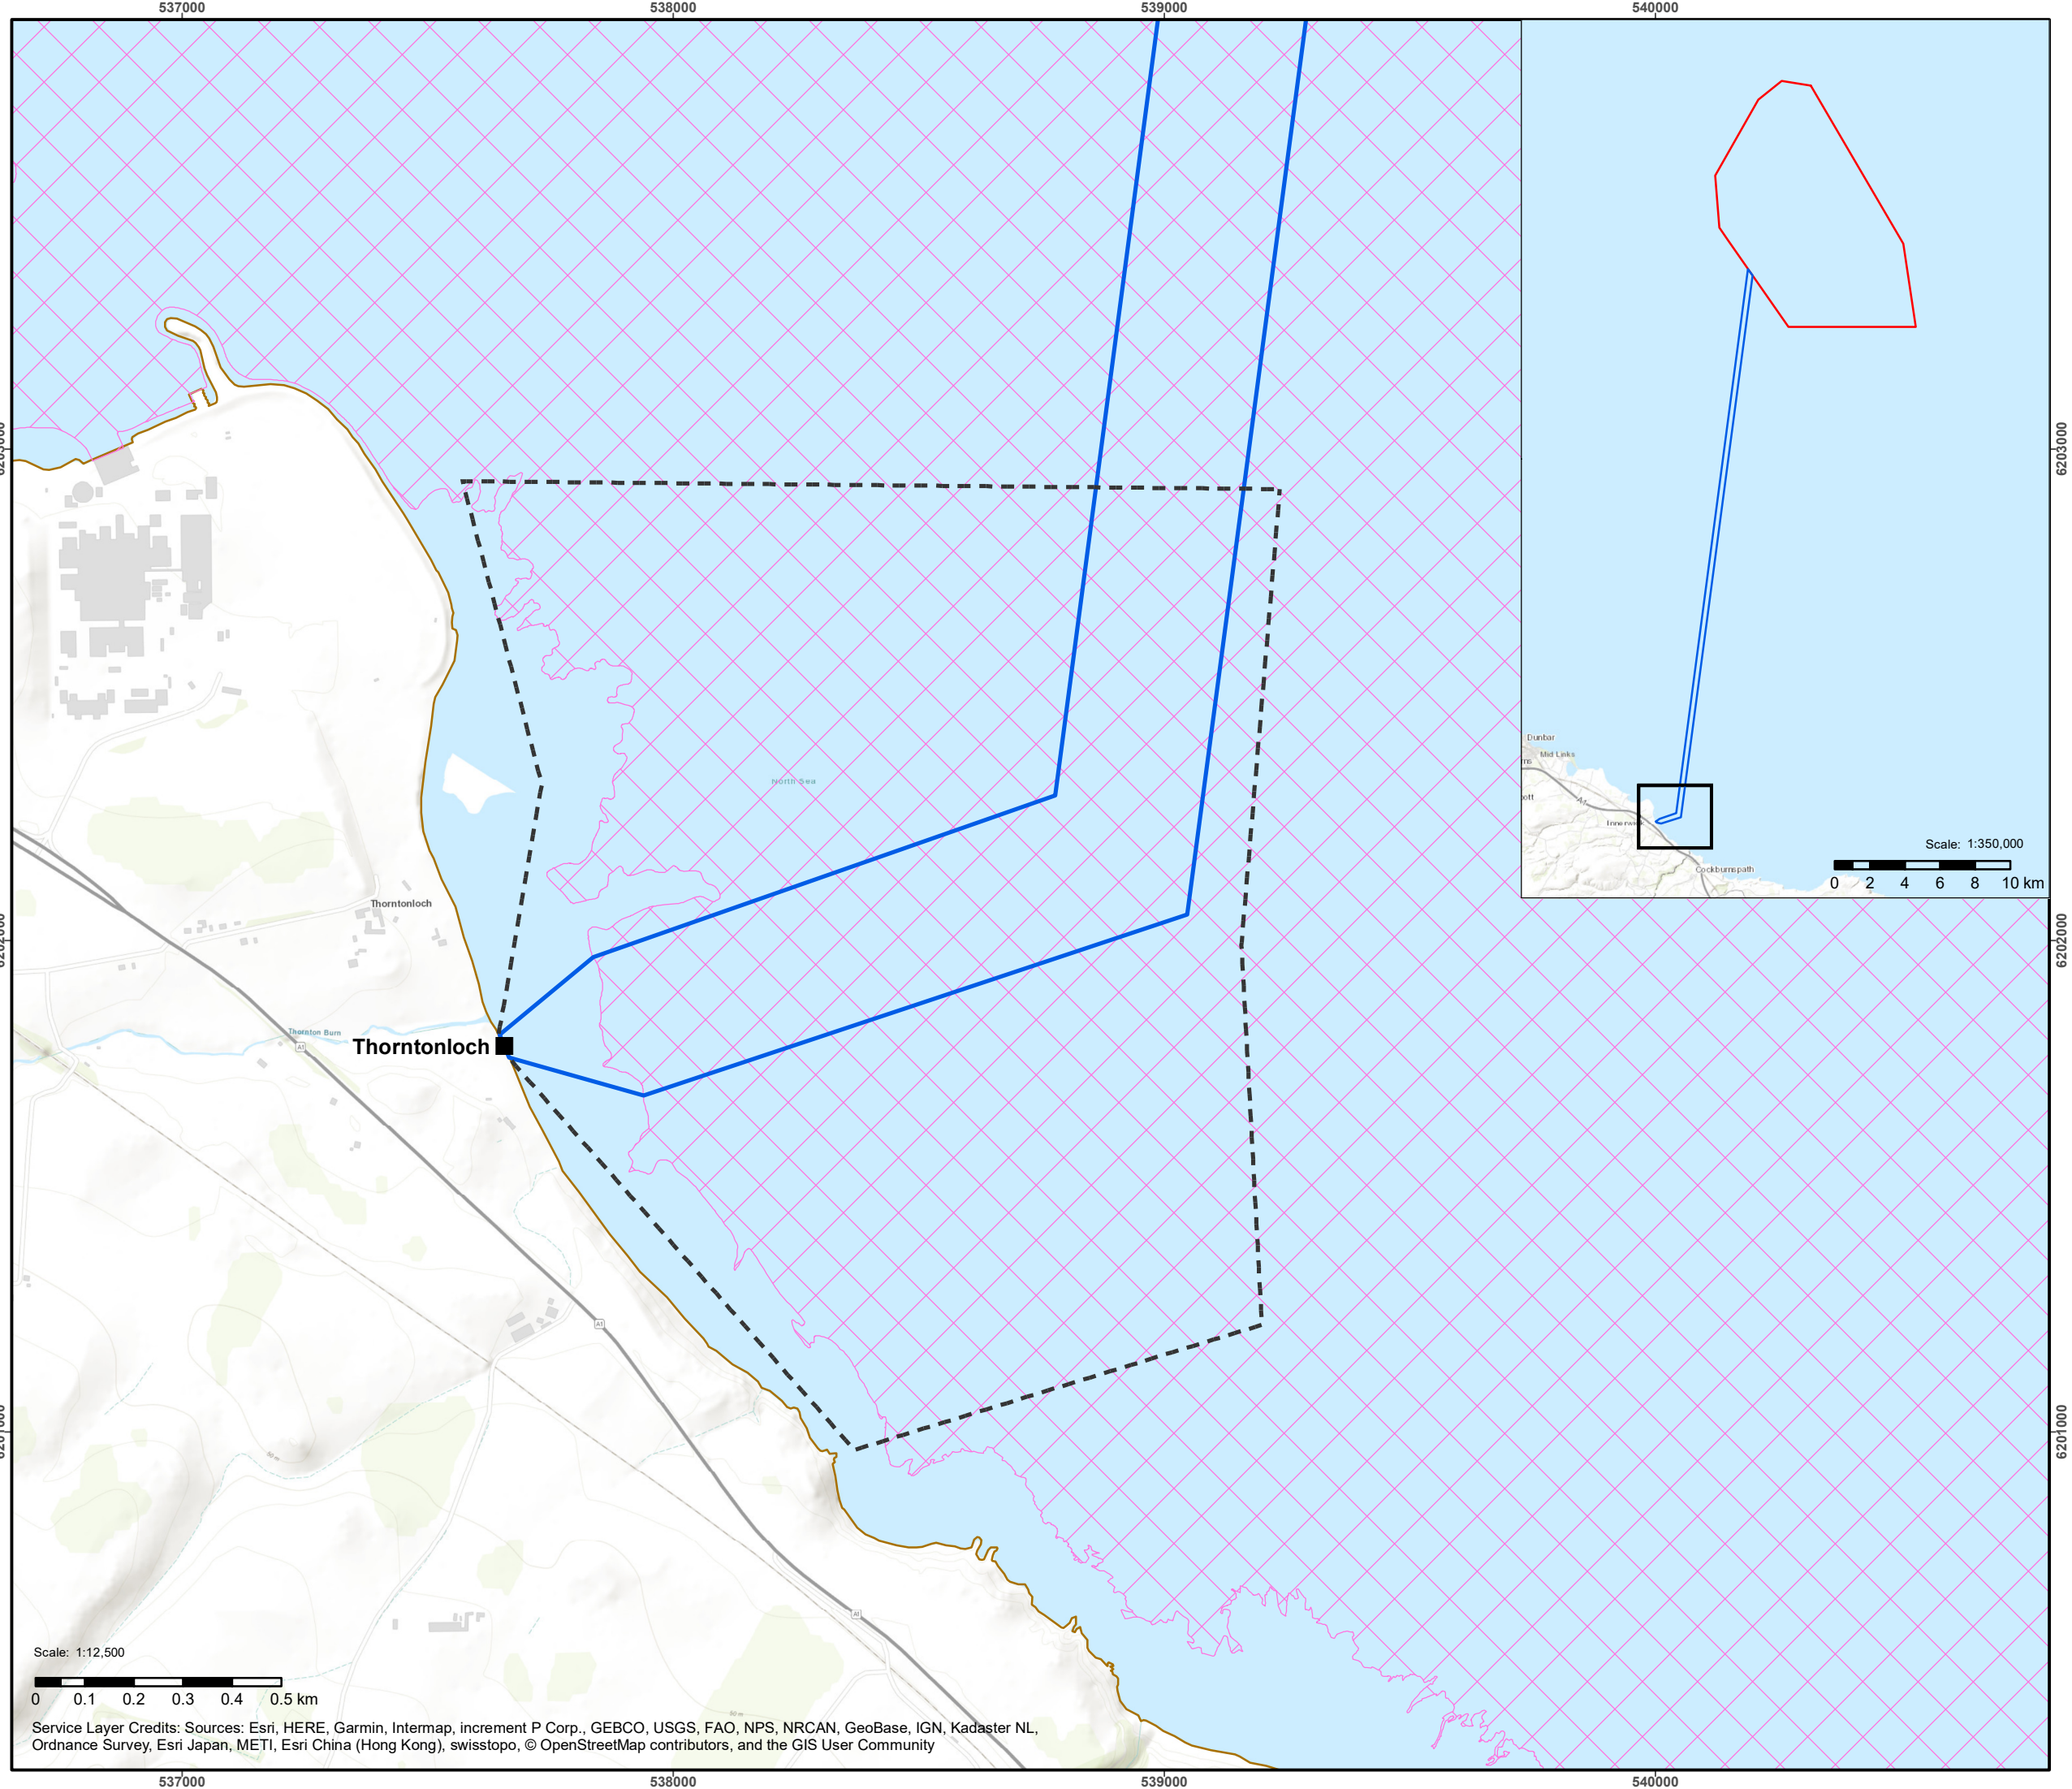 537000
538000
539000
540000
6203000
Dunbar
Mid Links
A1
Innerwick
Scale: 1:350,000
Cockburnspath
0 2 4 6 8 10 km
North Sea
Thorntonloch
6202000
Thornton Burn
A1
Thorntonloch
A1
6201000
A1
Scale: 1:12,500
0 0.1 0.2 0.3 0.4 0.5 km
Service Layer Credits: Sources: Esri, HERE, Garmin, Intermap, increment P Corp., GEBCO, USGS, FAO, NPS, NRCAN, GeoBase, IGN, Kadaster NL,
Ordnance Survey, Esri Japan, METI, Esri China (Hong Kong), swisstopo, © OpenStreetMap contributors, and the GIS User Community
537000
538000
539000
540000